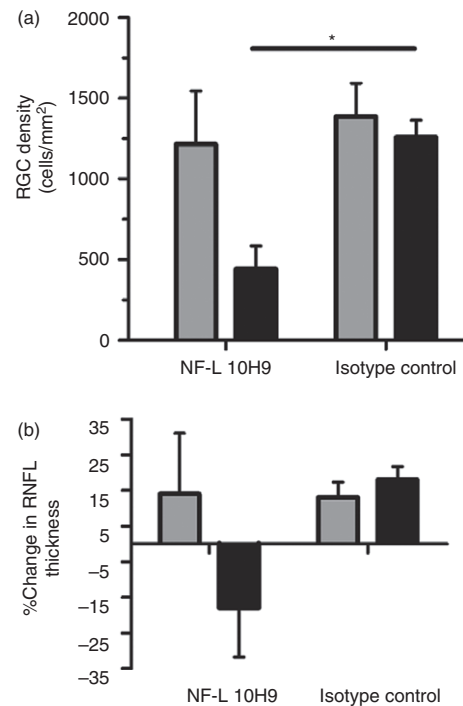 (a)
RGC density
(cells/mm²)
2000
1500
1000
500
0
*
NF-L 10H9 Isotype control
(b)
%Change in RNFL
thickness
35
25
15
5
–5
–15
–25
–35
NF-L 10H9 Isotype control